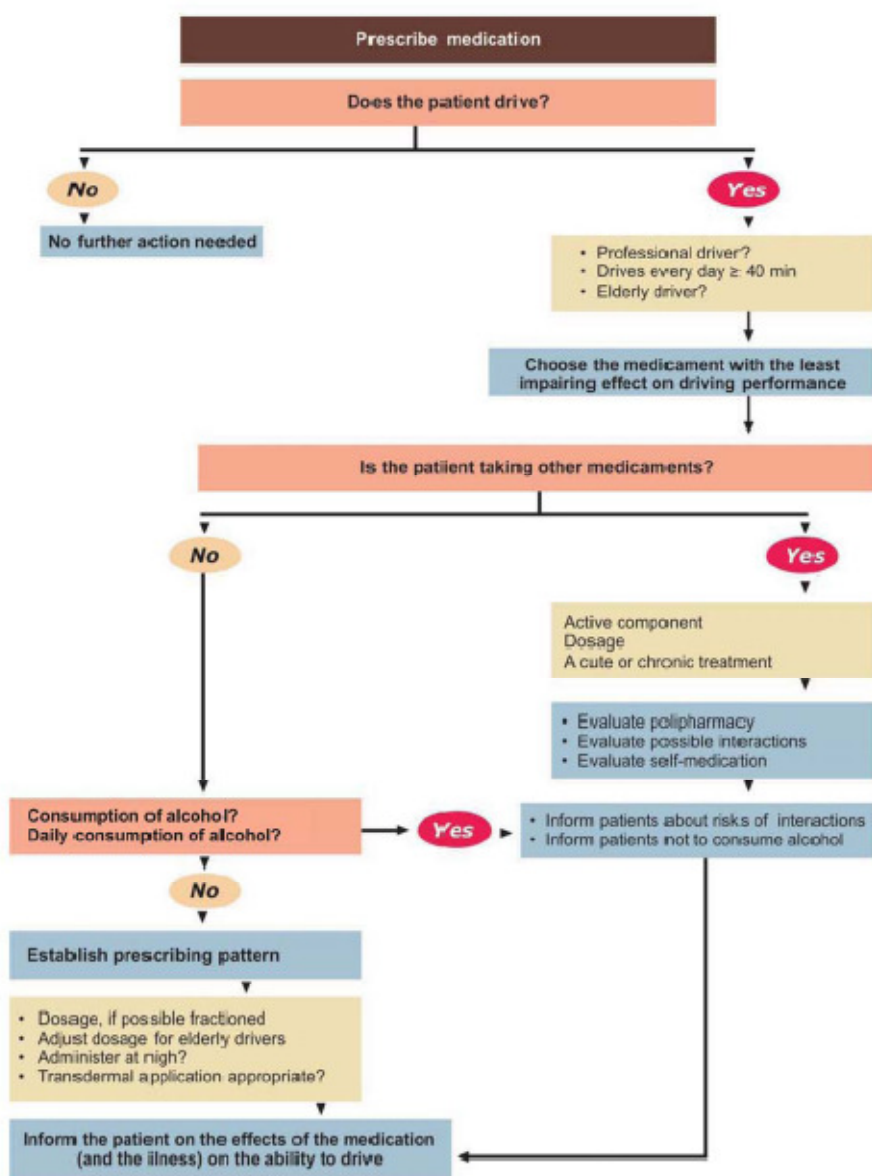 Prescribe medication
Does the patient drive?
No
Yes
No further action needed
• Professional driver?
• Drives every day ≥ 40 min
• Elderly driver?
Choose the medicament with the least
impairing effect on driving performance
Is the patiient taking other medicaments?
No
Yes
Active component
Dosage
A cute or chronic treatment
• Evaluate polipharmacy
• Evaluate possible interactions
• Evaluate self-medication
Consumption of alcohol?
Daily consumption of alcohol?
Yes
• Inform patients about risks of interactions
• Inform patients not to consume alcohol
No
Establish prescribing pattern
• Dosage, if possible fractioned
• Adjust dosage for elderly drivers
• Administer at nigh?
• Transdermal application appropriate?
Inform the patient on the effects of the medication
(and the illness) on the ability to drive